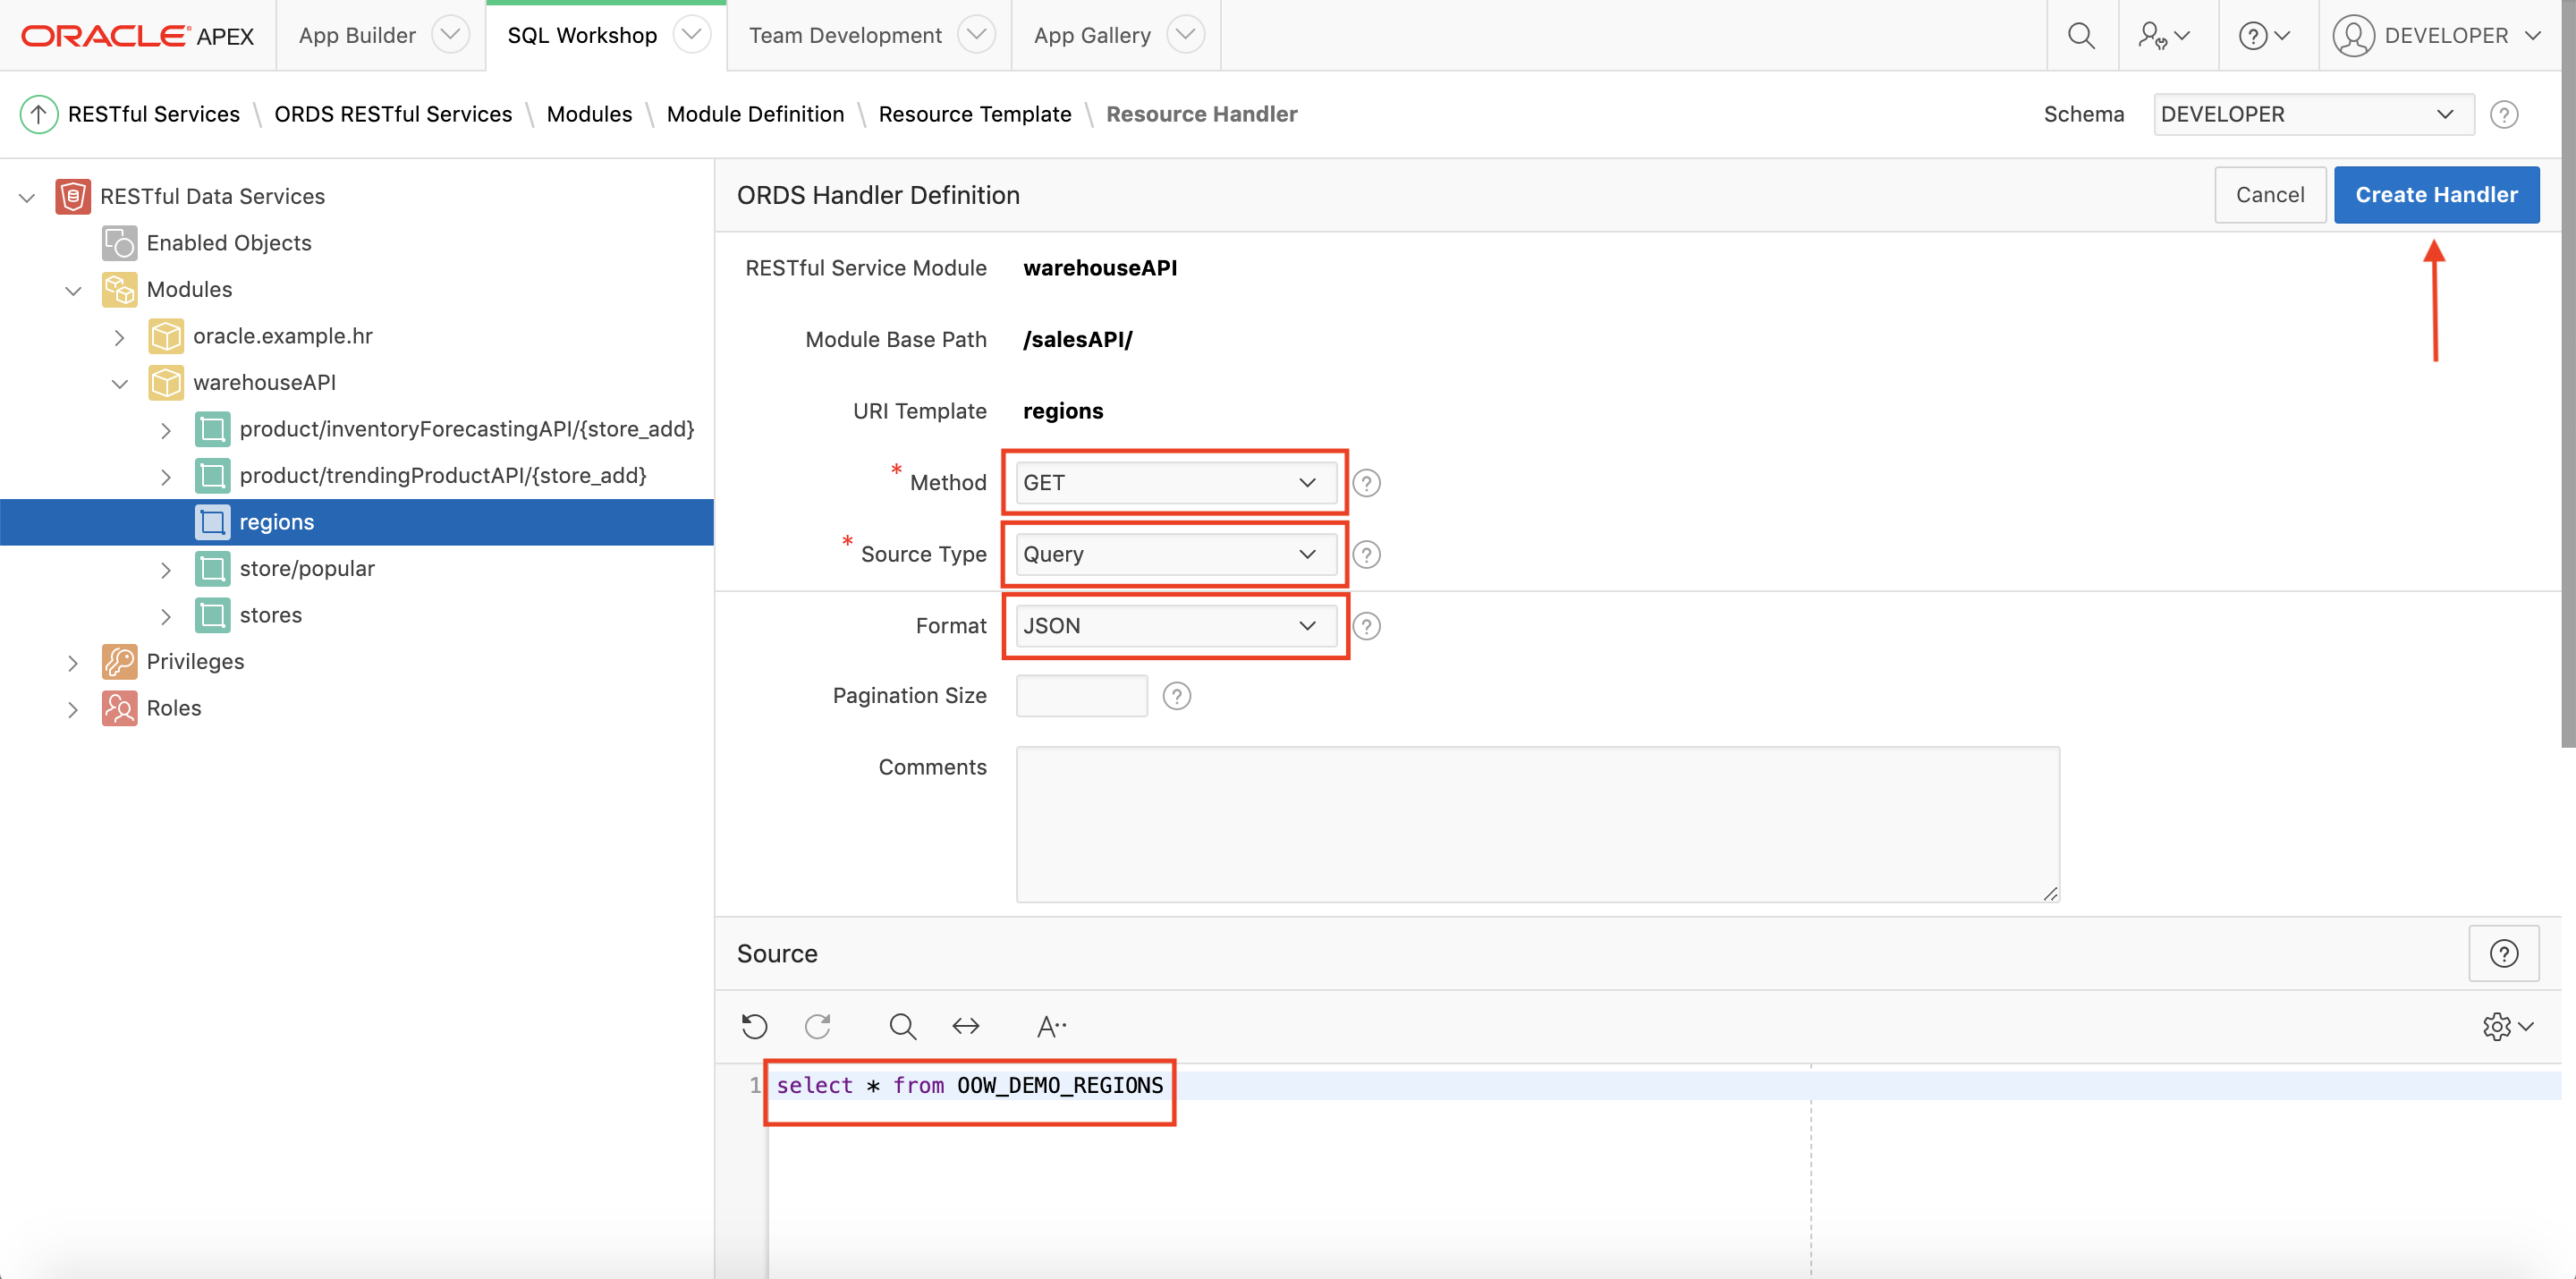 ORACLE APEX App Builder SQL Workshop Team Development App Gallery DEVELOPER
RESTful Services \ ORDS RESTful Services \ Modules \ Module Definition \ Resource Template \ Resource Handler Schema DEVELOPER
RESTful Data Services
Enabled Objects
Modules
oracle.example.hr
warehouseAPI
product/inventoryForecastingAPI/{store_add}
product/trendingProductAPI/{store_add}
regions
store/popular
stores
Privileges
Roles
ORDS Handler Definition Cancel Create Handler
RESTful Service Module warehouseAPI
Module Base Path /salesAPI/
URI Template regions
* Method GET
* Source Type Query
Format JSON
Pagination Size
Comments
Source
A··
1 select * from OOW_DEMO_REGIONS